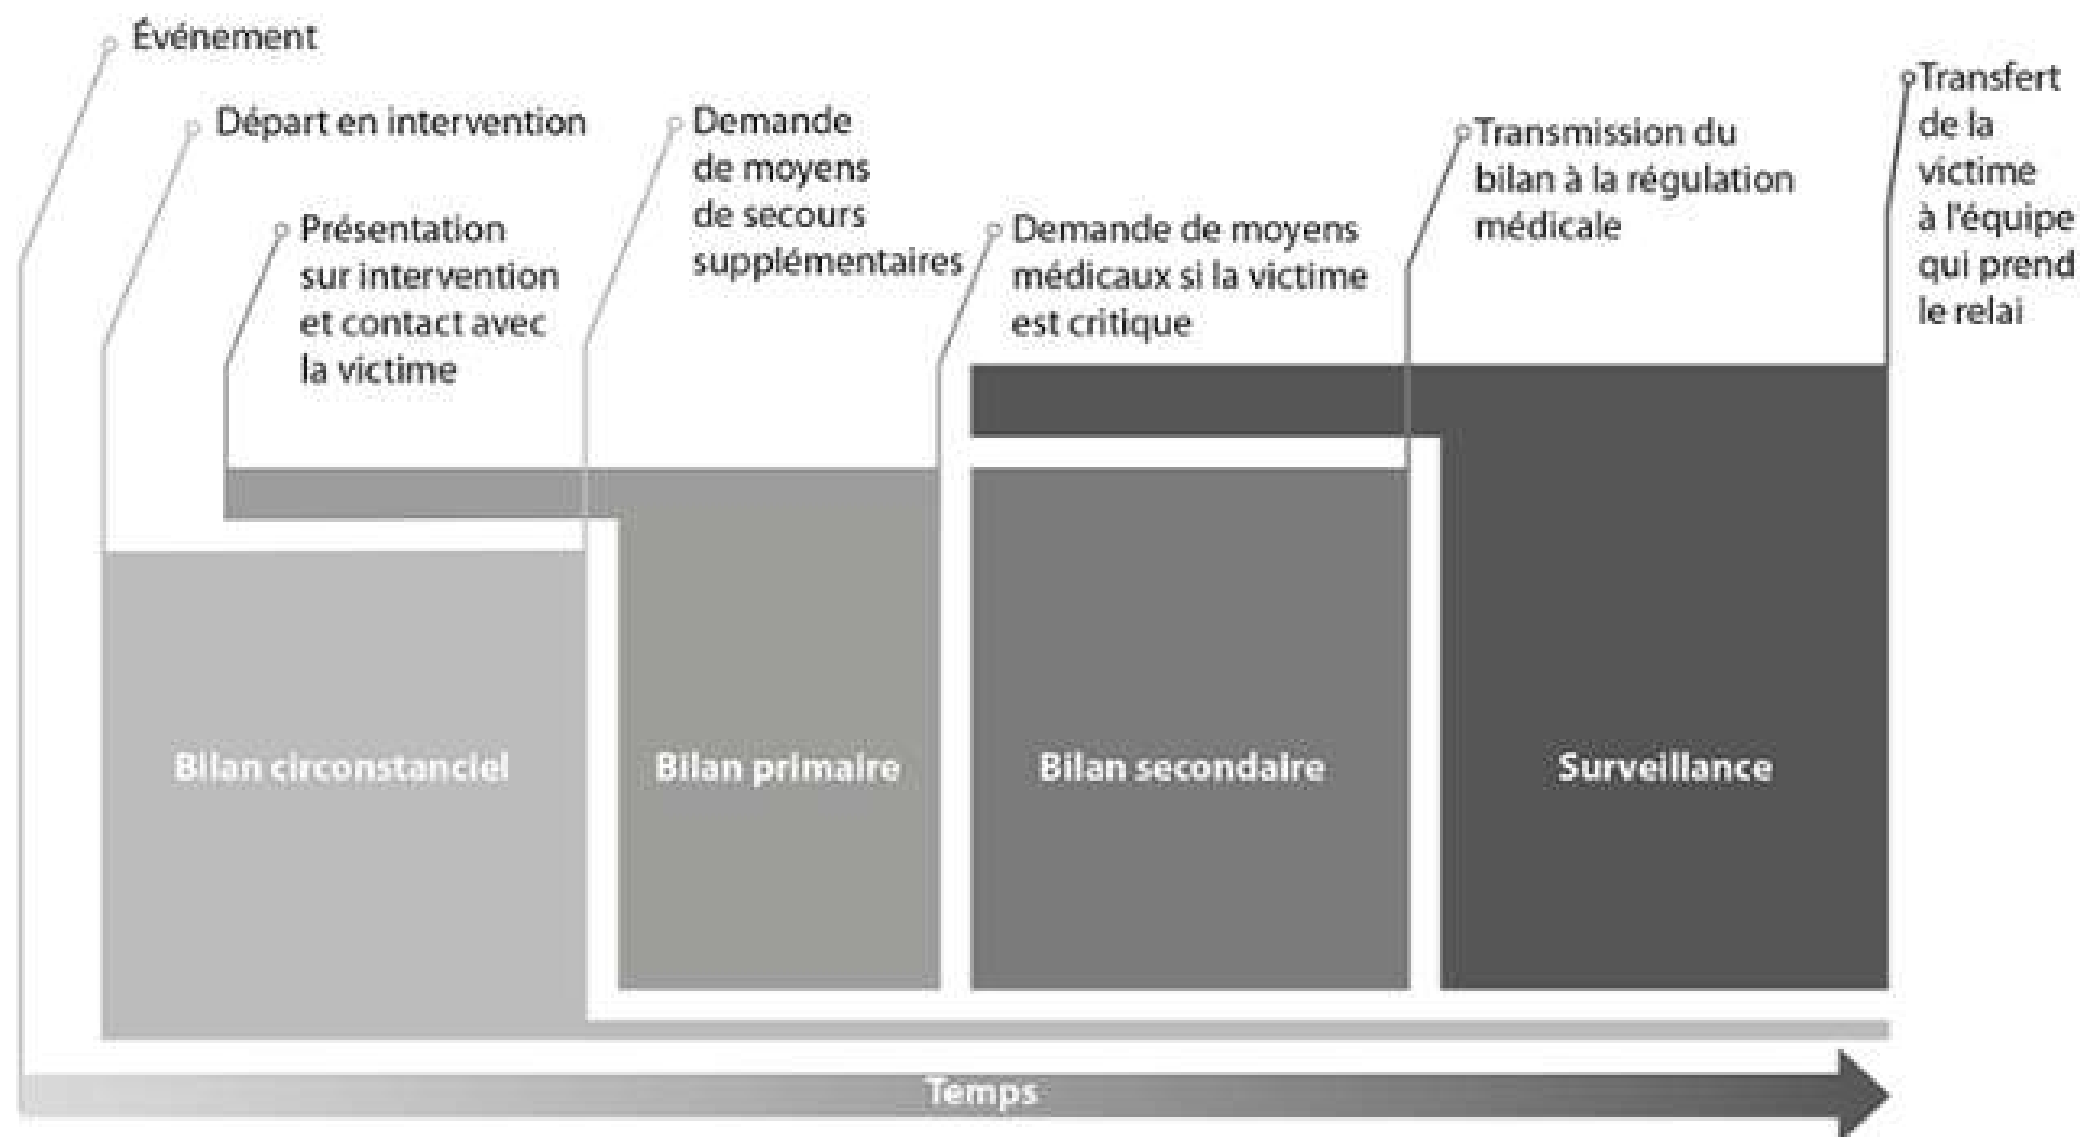 Événement
Départ en intervention
Présentation
sur intervention
et contact avec
la victime
Demande
de moyens
de secours
supplémentaires
Demande de moyens
médicaux si la victime
est critique
Transmission du
bilan à la régulation
médicale
Transfert
de la
victime
à l'équipe
qui prend
le relai
Bilan circonstanciel
Bilan primaire
Bilan secondaire
Surveillance
Temps